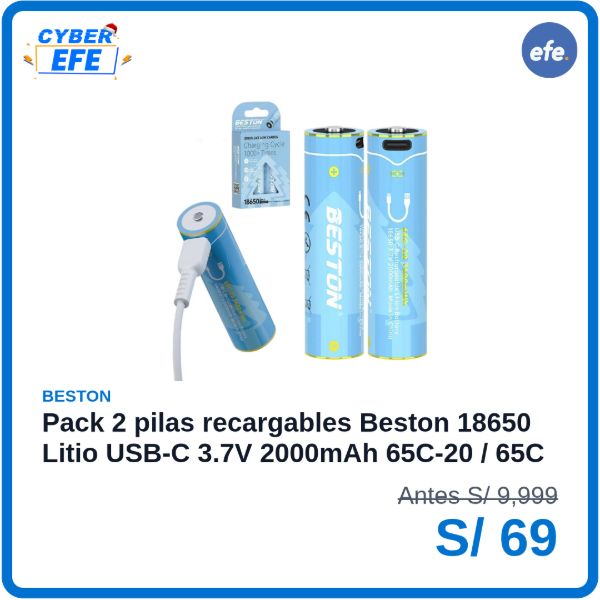 CYBER
EFE
efe.
BESTON
Charging Cycle
1000+ Times
18650
BESTON
BESTON
Pack 2 pilas recargables Beston 18650
Litio USB-C 3.7V 2000mAh 65C-20 / 65C
Antes S/ 9,999
S/ 69